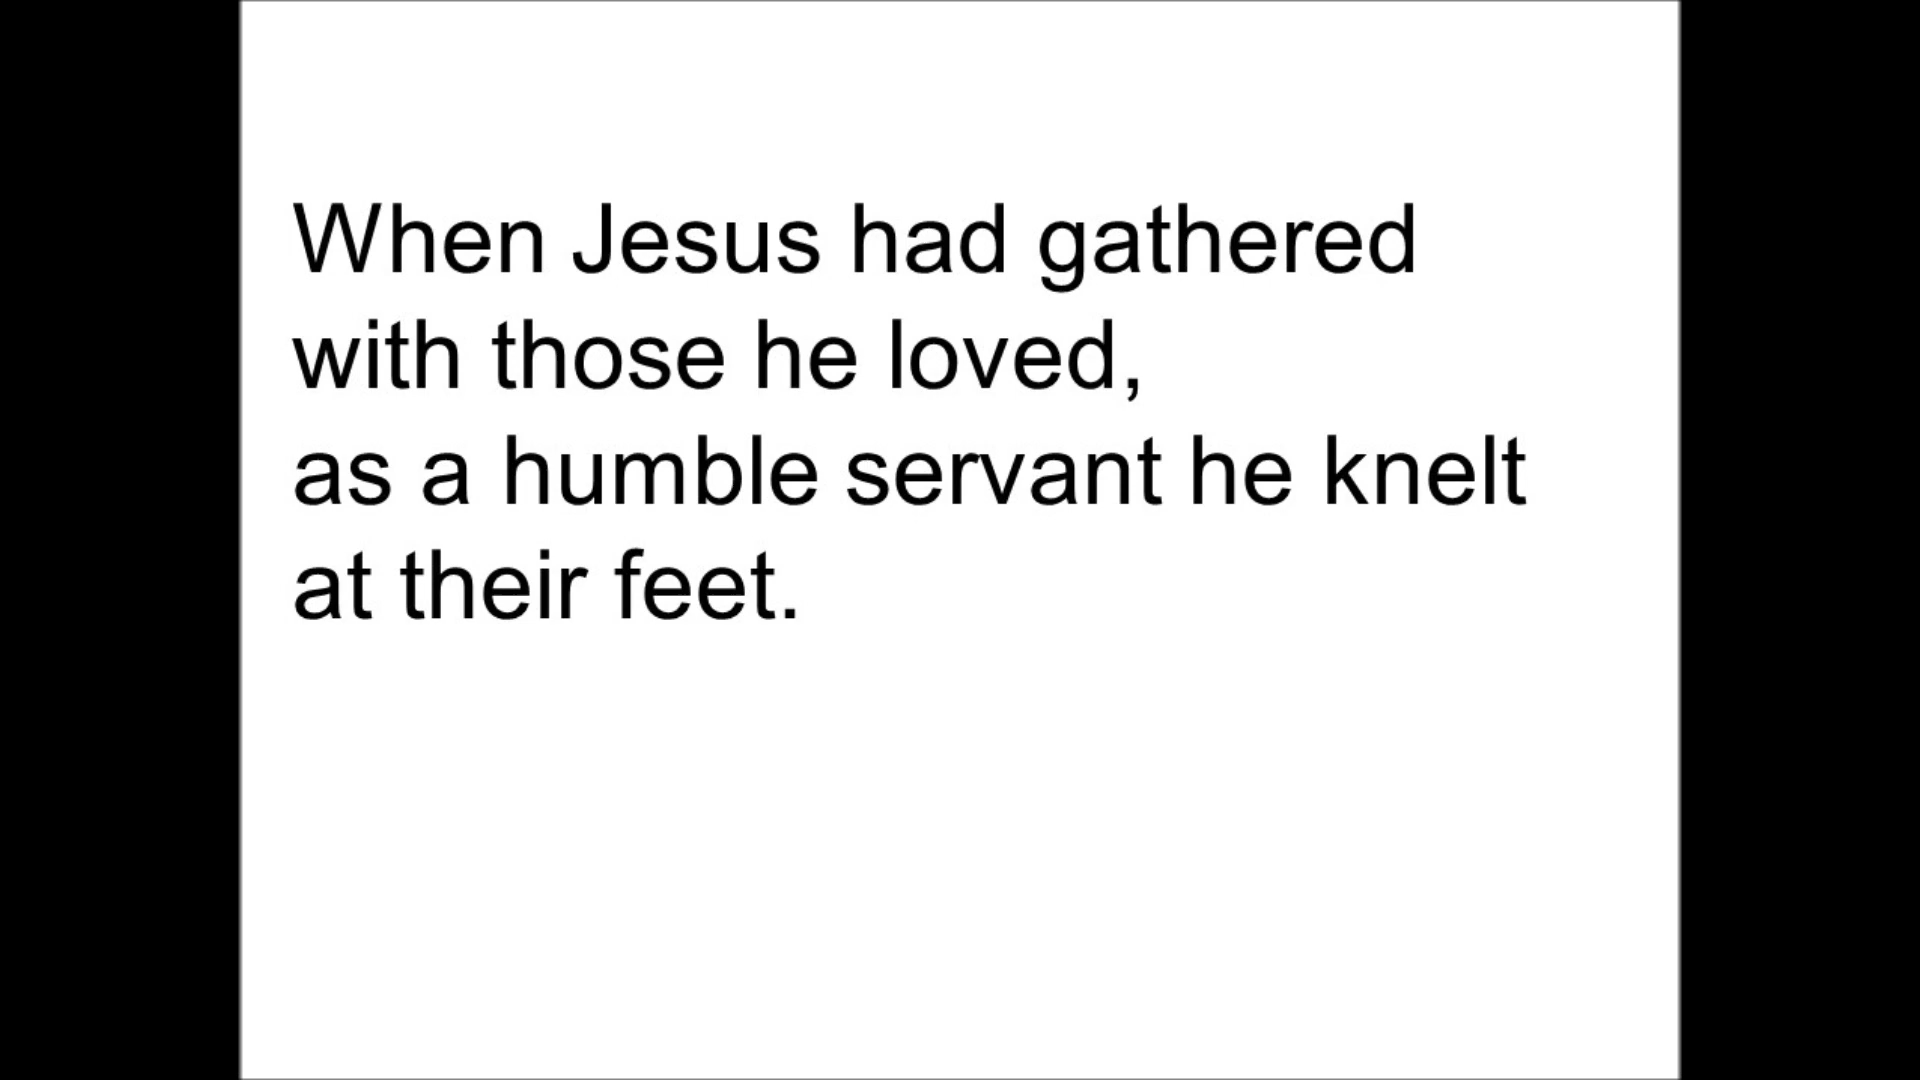 When Jesus had gathered
with those he loved,
as a humble servant he knelt
at their feet.